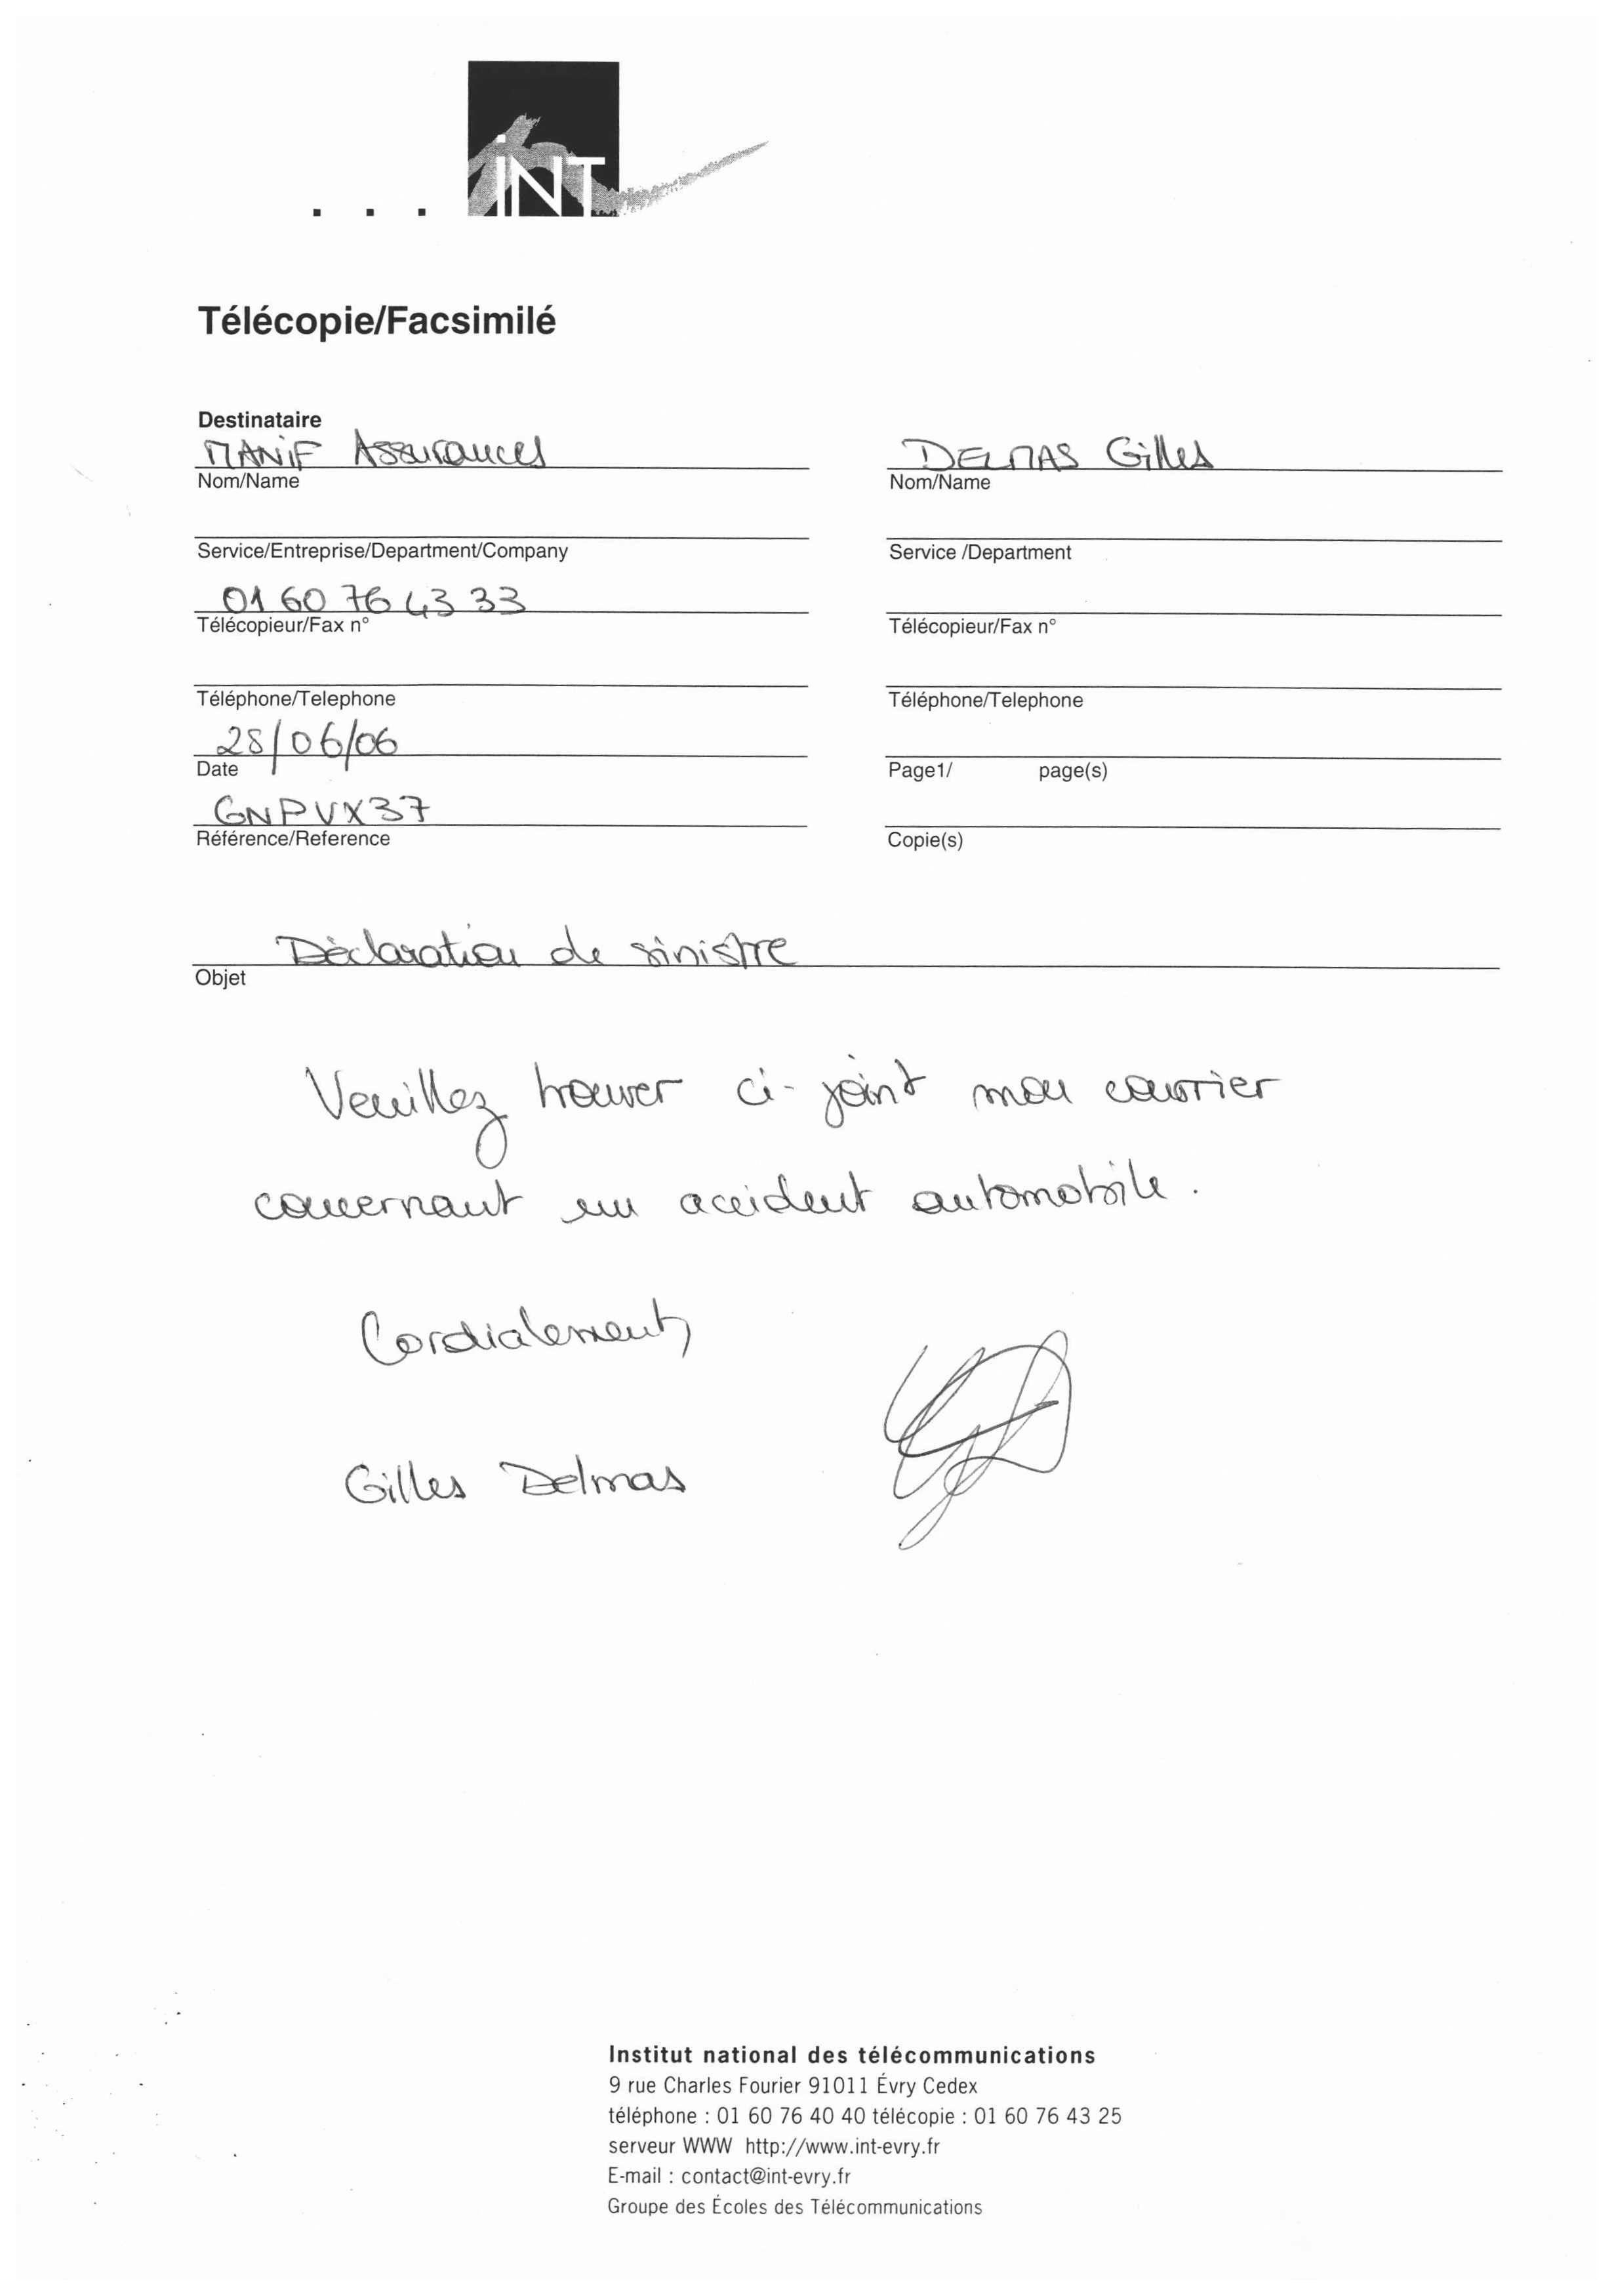 iNT
Télécopie/Facsimilé
Destinataire
MANiF Assurances
Nom/Name
DELMAS Gilles
Nom/Name
Service/Entreprise/Department/Company
Service /Department
01 60 76 43 33
Télécopieur/Fax n°
Télécopieur/Fax n°
Téléphone/Telephone
Téléphone/Telephone
28/06/06
Date
Page1/ page(s)
GNPVX37
Référence/Reference
Copie(s)
Déclaration de sinistre
Objet
Veuillez trouver ci-joint mon courrier
concernant un accident automobile.
Cordialement,
Gilles Delmas
Institut national des télécommunications
9 rue Charles Fourier 91011 Évry Cedex
téléphone : 01 60 76 40 40 télécopie : 01 60 76 43 25
serveur WWW http://www.int-evry.fr
E-mail : contact@int-evry.fr
Groupe des Écoles des Télécommunications